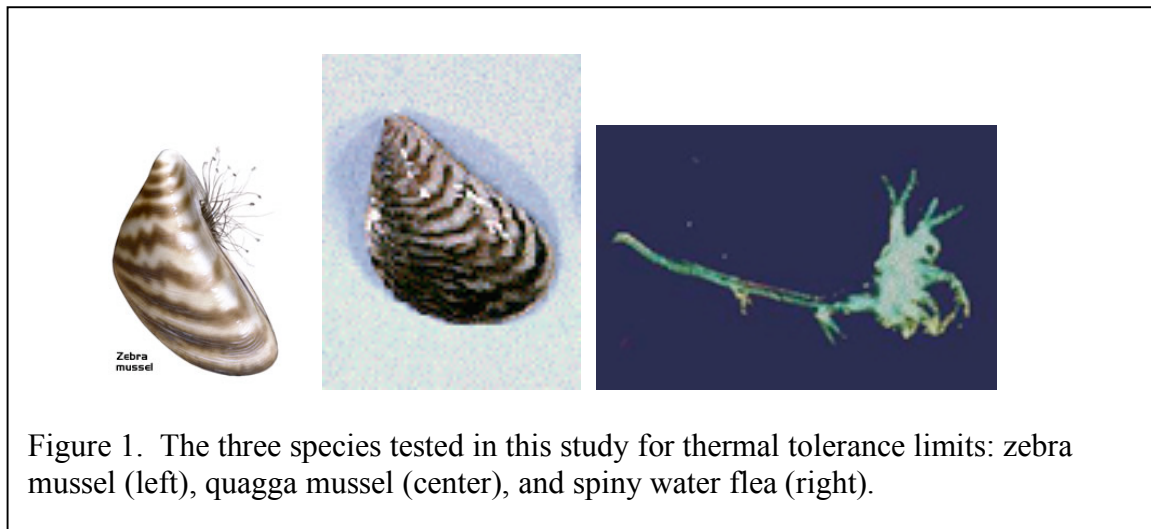 Zebra
mussel
Figure 1.  The three species tested in this study for thermal tolerance limits: zebra
mussel (left), quagga mussel (center), and spiny water flea (right).